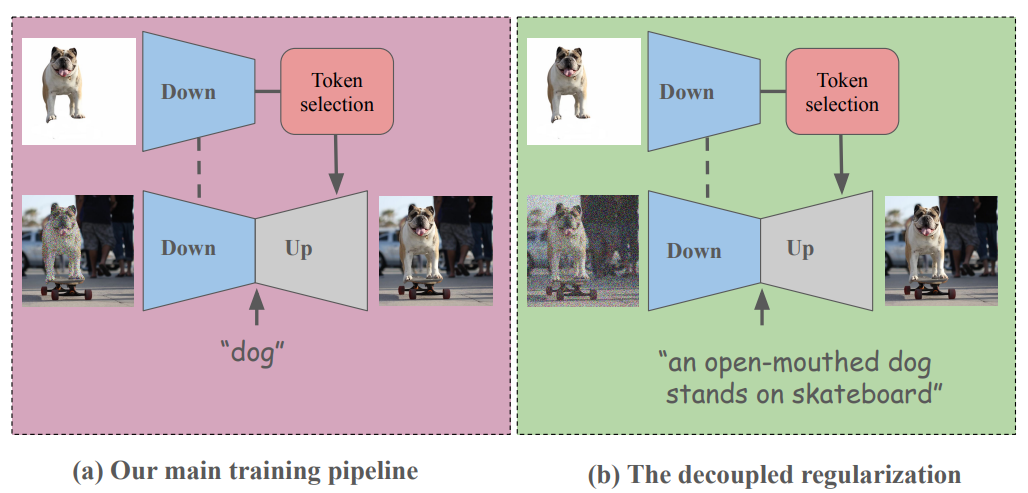 Down
Token
selection
Down
Up
“dog”
(a) Our main training pipeline
Down
Token
selection
Down
Up
“an open-mouthed dog
stands on skateboard”
(b) The decoupled regularization